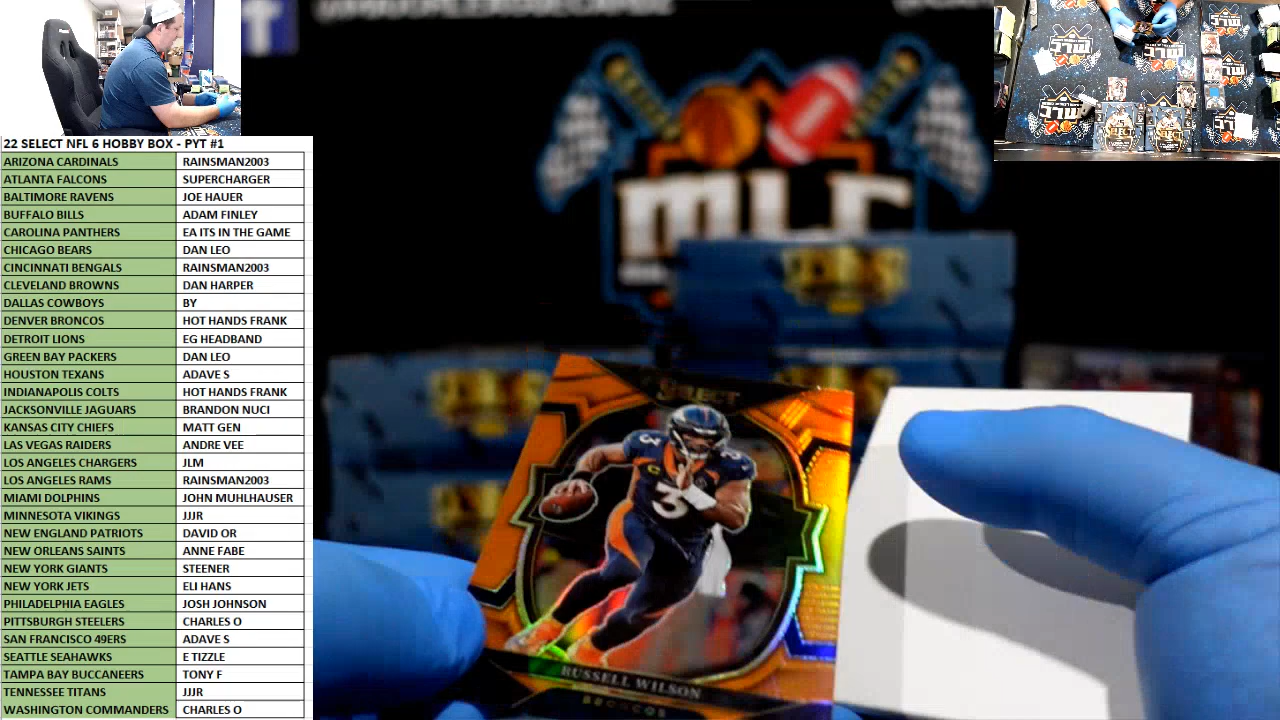 22 SELECT NFL 6 HOBBY BOX - PYT #1
ARIZONA CARDINALS RAINSMAN2003
ATLANTA FALCONS SUPERCHARGER
BALTIMORE RAVENS JOE HAUER
BUFFALO BILLS ADAM FINLEY
CAROLINA PANTHERS EA ITS IN THE GAME
CHICAGO BEARS DAN LEO
CINCINNATI BENGALS RAINSMAN2003
CLEVELAND BROWNS DAN HARPER
DALLAS COWBOYS BY
DENVER BRONCOS HOT HANDS FRANK
DETROIT LIONS EG HEADBAND
GREEN BAY PACKERS DAN LEO
HOUSTON TEXANS ADAVE S
INDIANAPOLIS COLTS HOT HANDS FRANK
JACKSONVILLE JAGUARS BRANDON NUCI
KANSAS CITY CHIEFS MATT GEN
LAS VEGAS RAIDERS ANDRE VEE
LOS ANGELES CHARGERS JLM
LOS ANGELES RAMS RAINSMAN2003
MIAMI DOLPHINS JOHN MUHLHAUSER
MINNESOTA VIKINGS JJJR
NEW ENGLAND PATRIOTS DAVID OR
NEW ORLEANS SAINTS ANNE FABE
NEW YORK GIANTS STEENER
NEW YORK JETS ELI HANS
PHILADELPHIA EAGLES JOSH JOHNSON
PITTSBURGH STEELERS CHARLES O
SAN FRANCISCO 49ERS ADAVE S
SEATTLE SEAHAWKS E TIZZLE
TAMPA BAY BUCCANEERS TONY F
TENNESSEE TITANS JJJR
WASHINGTON COMMANDERS CHARLES O
MLC
SELECT
3
3
RUSSELL WILSON
BRONCOS